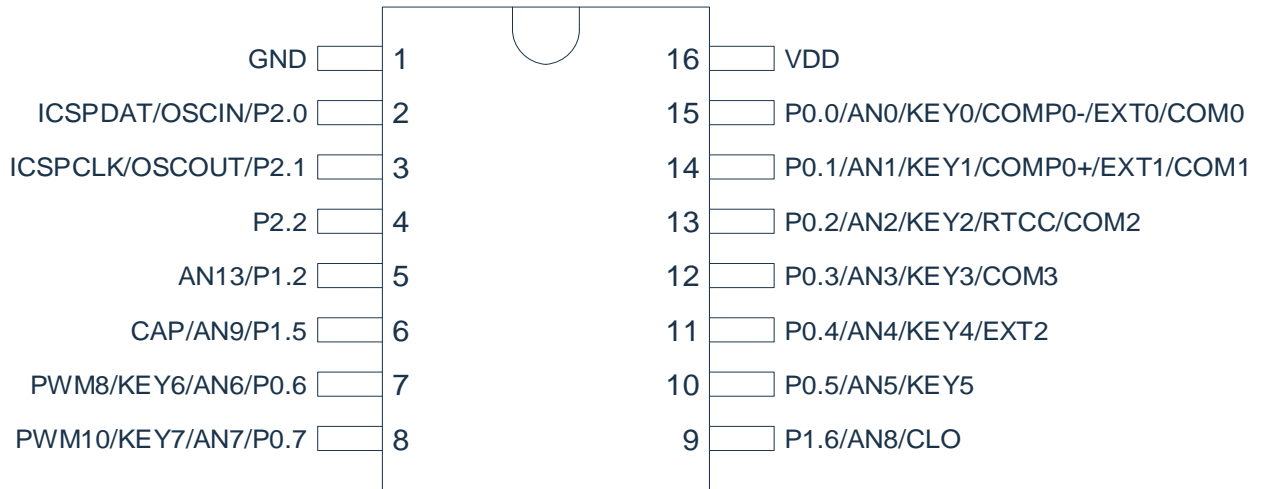 GND 1 16 VDD
ICSPDAT/OSCIN/P2.0 2 15 P0.0/AN0/KEY0/COMP0-/EXT0/COM0
ICSPCLK/OSCOUT/P2.1 3 14 P0.1/AN1/KEY1/COMP0+/EXT1/COM1
P2.2 4 13 P0.2/AN2/KEY2/RTCC/COM2
AN13/P1.2 5 12 P0.3/AN3/KEY3/COM3
CAP/AN9/P1.5 6 11 P0.4/AN4/KEY4/EXT2
PWM8/KEY6/AN6/P0.6 7 10 P0.5/AN5/KEY5
PWM10/KEY7/AN7/P0.7 8 9 P1.6/AN8/CLO